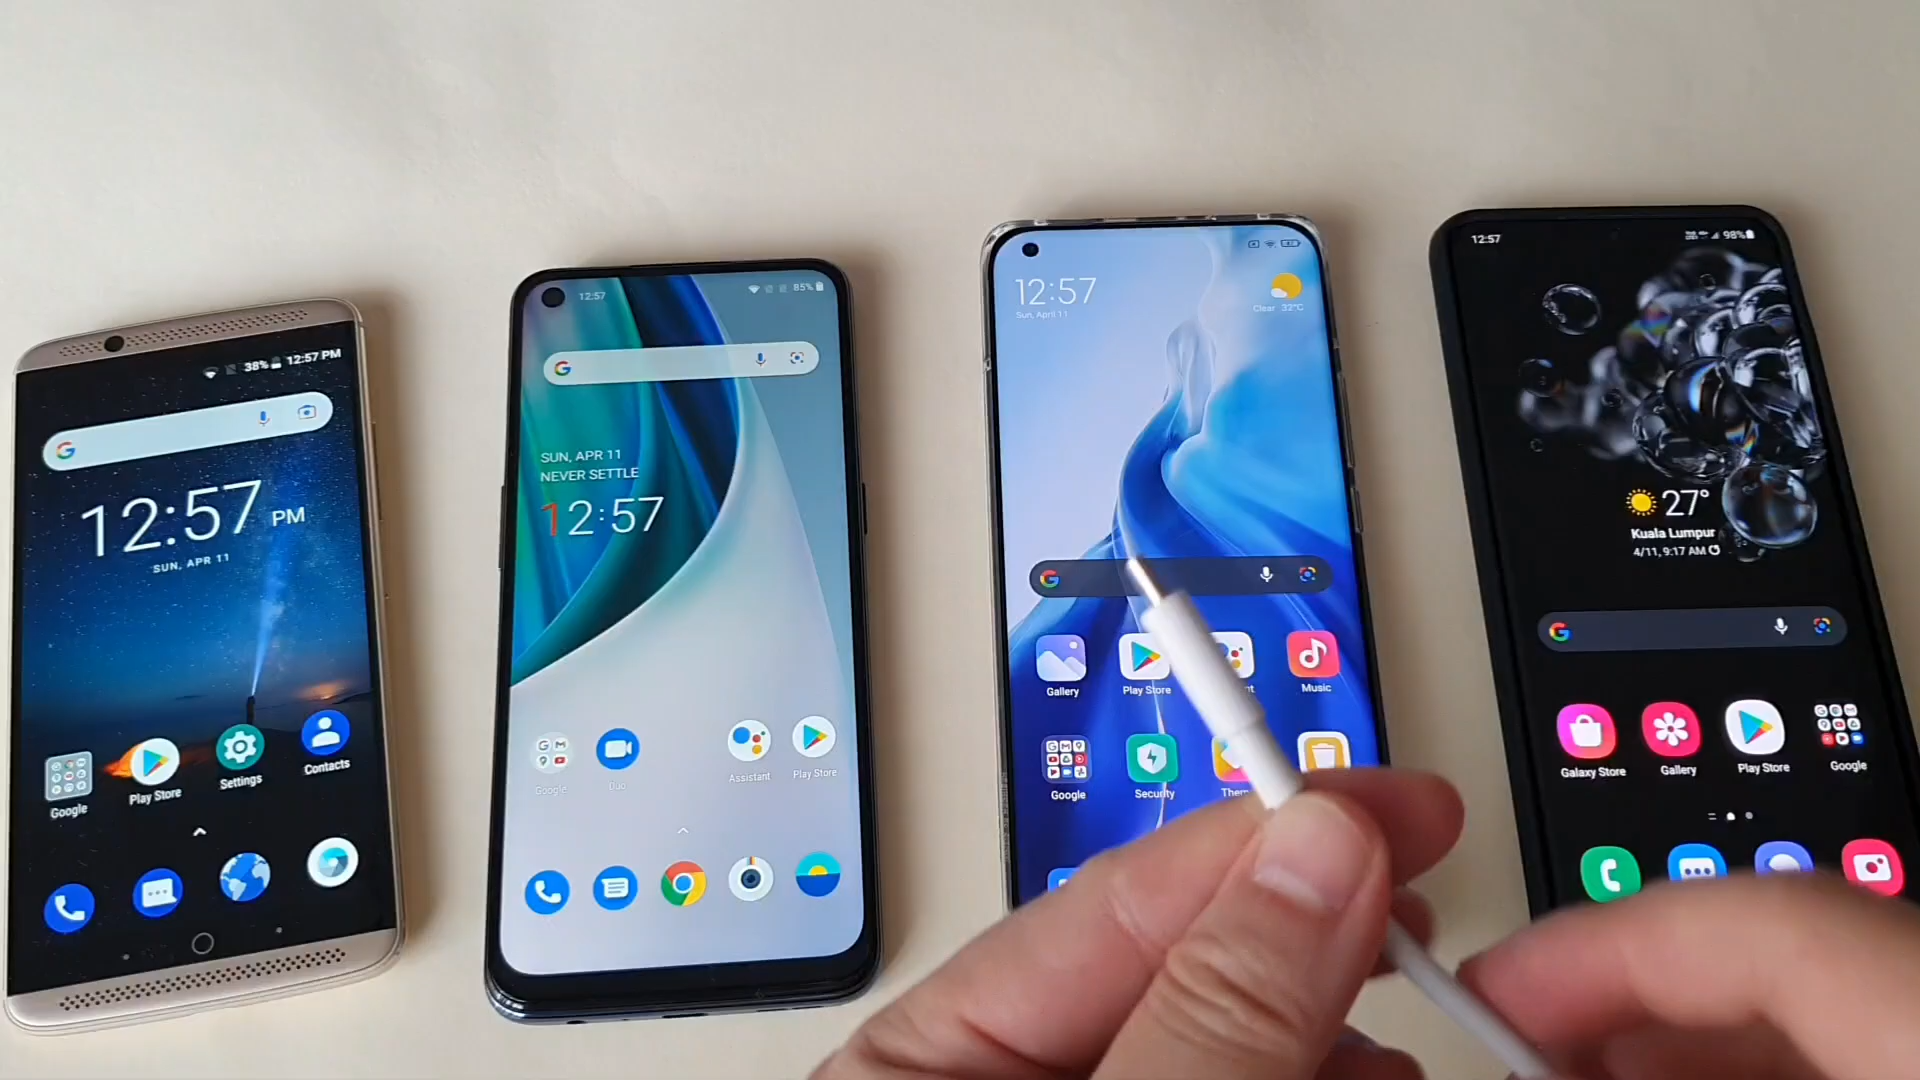 38% 12:57 PM
12:57 PM
SUN, APR 11
Google
Play Store
Settings
Contacts
12:57
85%
SUN, APR 11
NEVER SETTLE
12:57
Google
Duo
Assistant
Play Store
12:57
Sun, April 11
Clear 32°C
Gallery
Play Store
Music
Google
Security
Them
12:57
98%
27°
Kuala Lumpur
4/11, 9:17 AM
Galaxy Store
Gallery
Play Store
Google